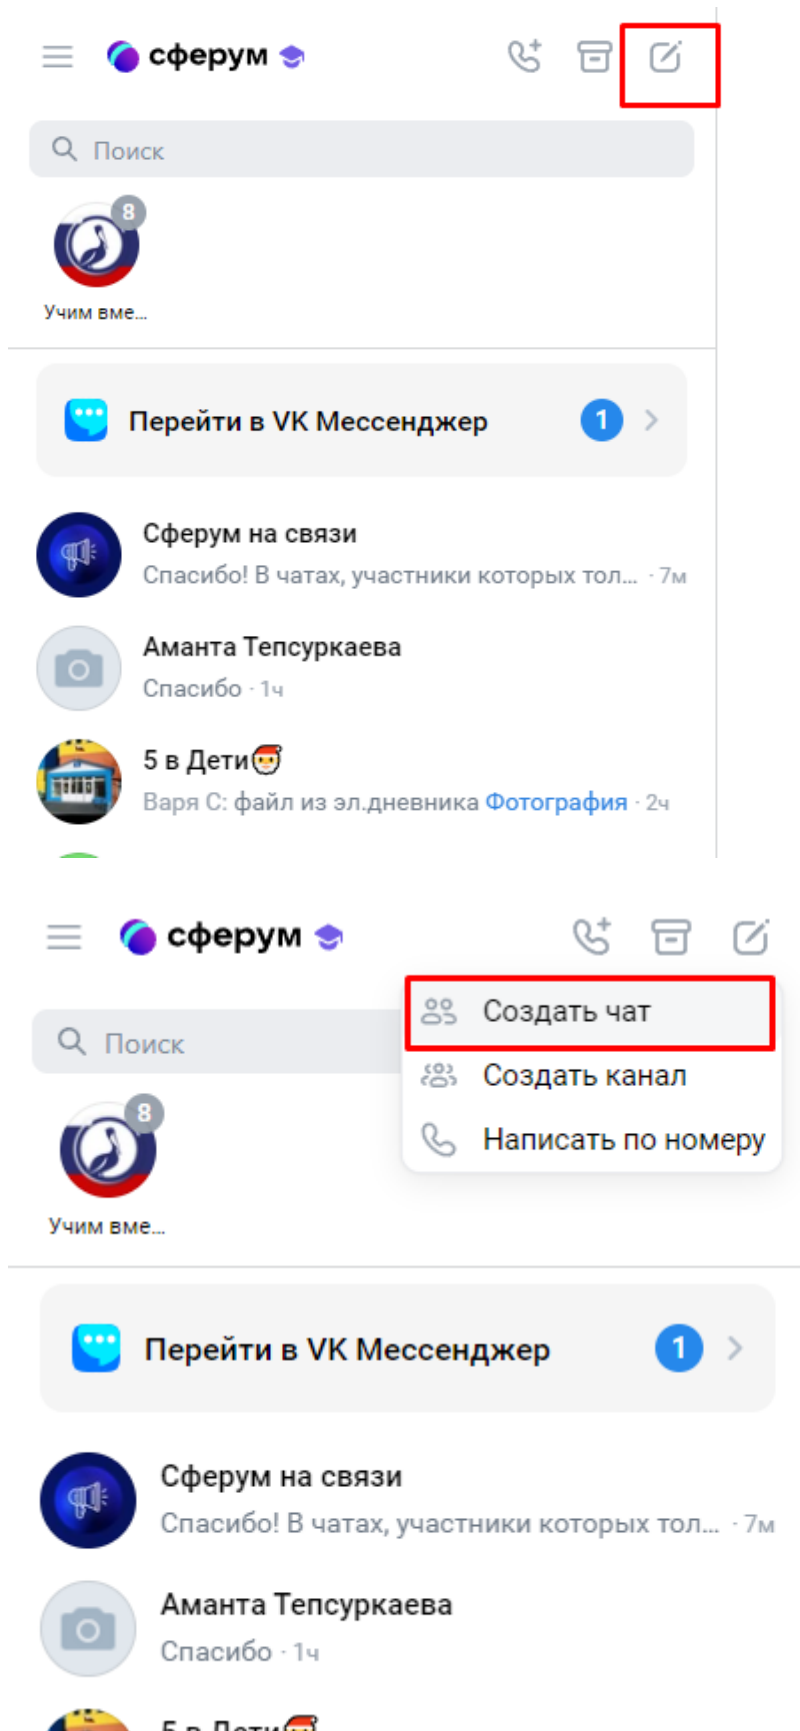 сферум
Поиск
8
Учим вме...
Перейти в VK Мессенджер 1
Сферум на связи
Спасибо! В чатах, участники которых тол... · 7м
Аманта Тепсуркаева
Спасибо · 1ч
5 в Дети🎅
Варя С: файл из эл.дневника Фотография · 2ч
сферум
Создать чат
Поиск
Создать канал
8
Написать по номеру
Учим вме...
Перейти в VK Мессенджер 1
Сферум на связи
Спасибо! В чатах, участники которых тол... · 7м
Аманта Тепсуркаева
Спасибо · 1ч
5 в Дети🎅